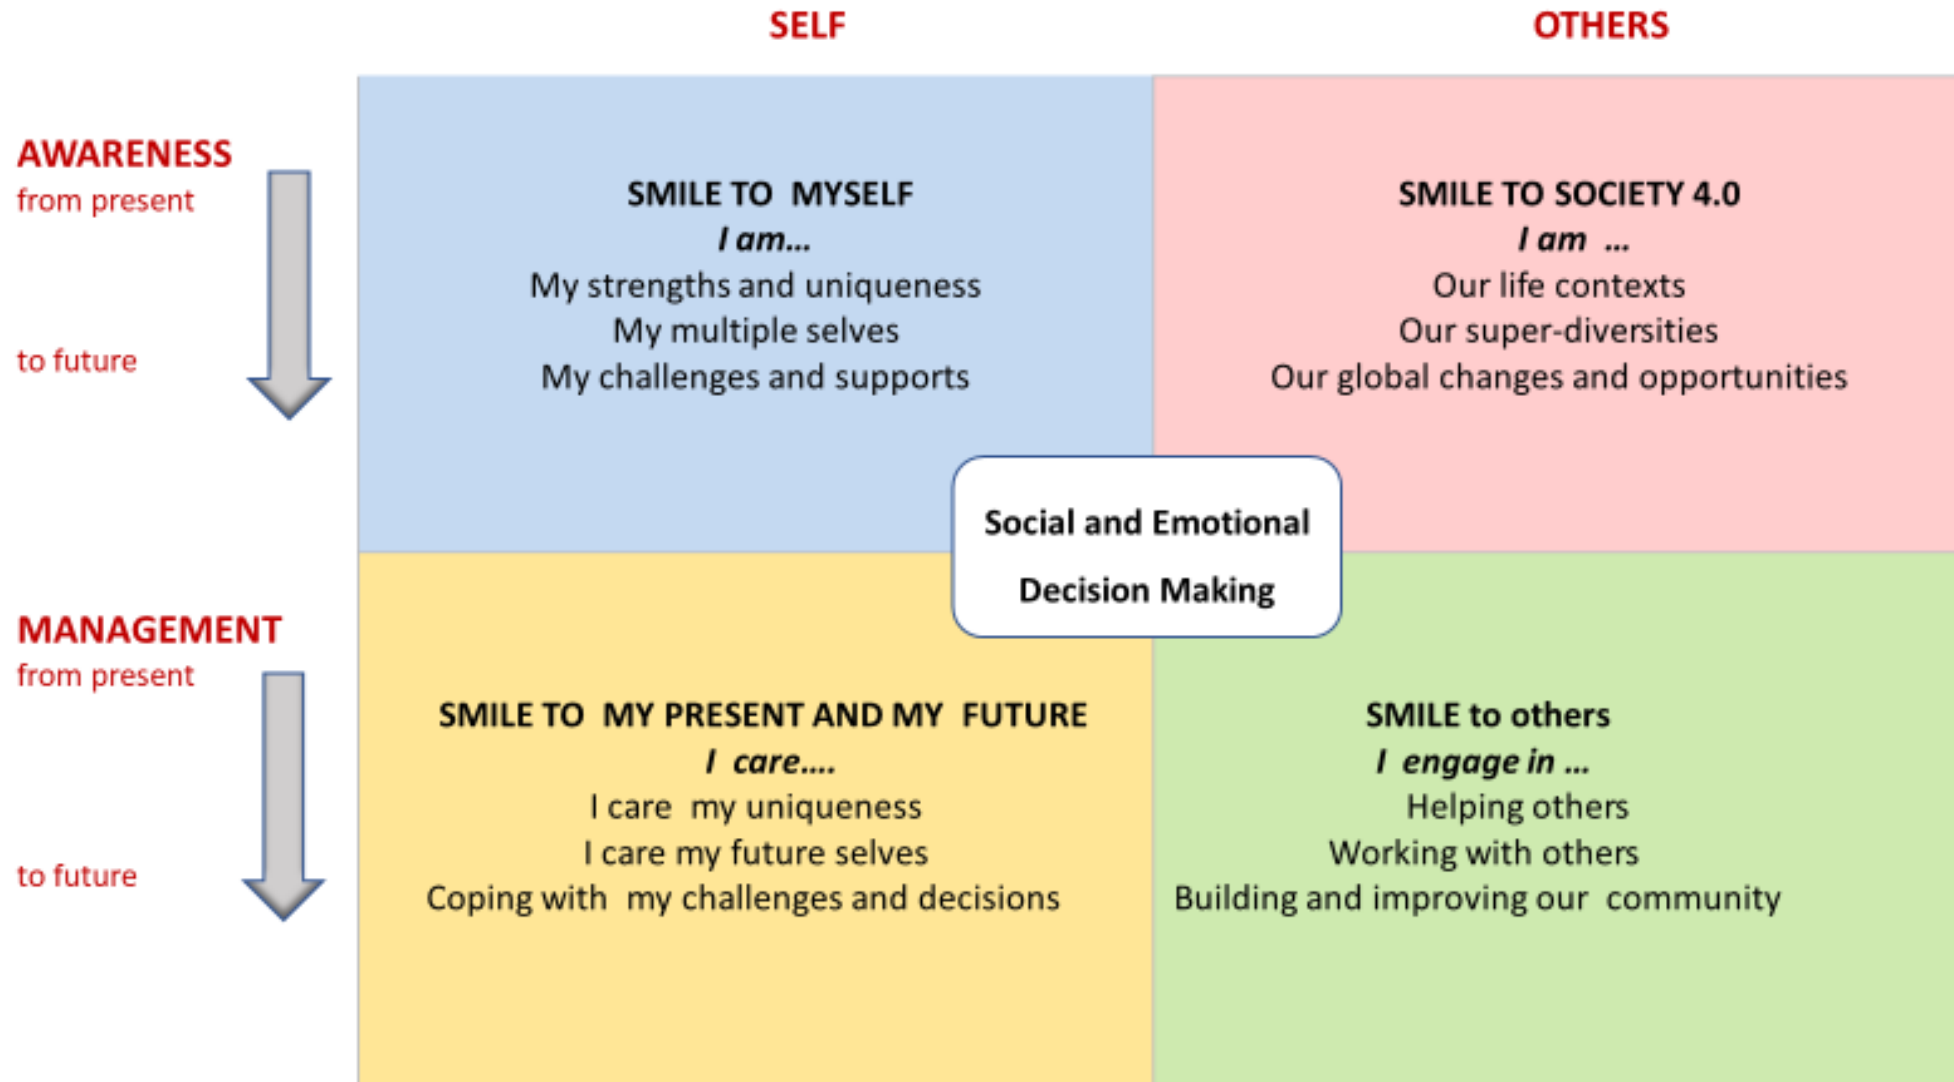 SELF
OTHERS
AWARENESS
from present
to future
SMILE TO MYSELF
I am...
My strengths and uniqueness
My multiple selves
My challenges and supports
SMILE TO SOCIETY 4.0
I am ...
Our life contexts
Our super-diversities
Our global changes and opportunities
Social and Emotional
Decision Making
MANAGEMENT
from present
to future
SMILE TO MY PRESENT AND MY FUTURE
I care....
I care my uniqueness
I care my future selves
Coping with my challenges and decisions
SMILE to others
I engage in ...
Helping others
Working with others
Building and improving our community